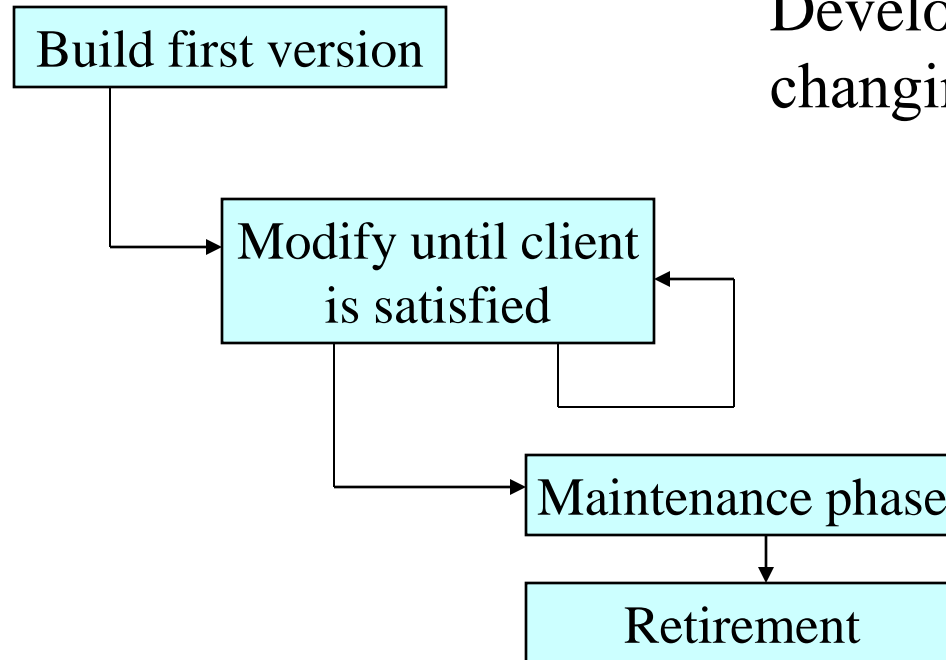 Build first version
Modify until client
is satisfied
Maintenance phase
Retirement